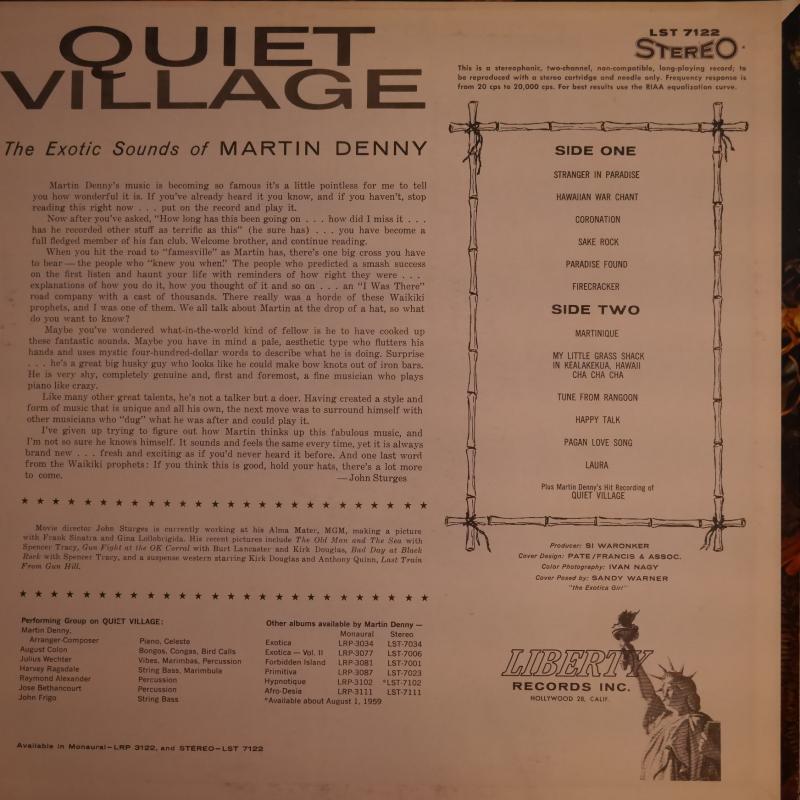 QUIET
VILLAGE
The Exotic Sounds of MARTIN DENNY
Martin Denny's music is becoming so famous it's a little pointless for me to tell
you how wonderful it is. If you've already heard it you know, and if you haven't, stop
reading this right now . . . put on the record and play it.
Now after you've asked, "How long has this been going on . . . how did I miss it . . .
has he recorded other stuff as terrific as this" (he sure has) . . . you have become a
full fledged member of his fan club. Welcome brother, and continue reading.
When you hit the road to "famesville" as Martin has, there's one big cross you have
to bear — the people who "knew you when." The people who predicted a smash success
on the first listen and haunt your life with reminders of how right they were . . .
explanations of how you do it, how you thought of it and so on . . . an "I Was There"
road company with a cast of thousands. There really was a horde of these Waikiki
prophets, and I was one of them. We all talk about Martin at the drop of a hat, so what
do you want to know?
Maybe you've wondered what-in-the-world kind of fellow is he to have cooked up
these fantastic sounds. Maybe you have in mind a pale, aesthetic type who flutters his
hands and uses mystic four-hundred-dollar words to describe what he is doing. Surprise
. . . he's a great big husky guy who looks like he could make bow knots out of iron bars.
He is very shy, completely genuine and, first and foremost, a fine musician who plays
piano like crazy.
Like many other great talents, he's not a talker but a doer. Having created a style and
form of music that is unique and all his own, the next move was to surround himself with
other musicians who "dug" what he was after and could play it.
I've given up trying to figure out how Martin thinks up this fabulous music, and
I'm not so sure he knows himself. It sounds and feels the same every time, yet it is always
brand new . . . fresh and exciting as if you'd never heard it before. And one last word
from the Waikiki prophets: If you think this is good, hold your hats, there's a lot more
to come.
— John Sturges
Movie director John Sturges is currently working at his Alma Mater, MGM, making a picture
with Frank Sinatra and Gina Lollobrigida. His recent pictures include The Old Man and The Sea with
Spencer Tracy, Gun Fight at the OK Corral with Burt Lancaster and Kirk Douglas, Bad Day at Black
Rock with Spencer Tracy, and a suspense western starring Kirk Douglas and Anthony Quinn, Last Train
From Gun Hill.
Performing Group on QUIET VILLAGE:
Martin Denny,
Arranger-Composer Piano, Celeste
August Colon Bongos, Congas, Bird Calls
Julius Wechter Vibes, Marimbas, Percussion
Harvey Ragsdale String Bass, Marimbula
Raymond Alexander Percussion
Jose Bethancourt Percussion
John Frigo String Bass
Other albums available by Martin Denny —
Monaural Stereo
Exotica LRP-3034 LST-7034
Exotica — Vol. II LRP-3077 LST-7006
Forbidden Island LRP-3081 LST-7001
Primitiva LRP-3087 LST-7023
Hypnotique LRP-3102 *LST-7102
Afro-Desia LRP-3111 LST-7111
*Available about August 1, 1959
Available in Monaural—LRP 3122, and STEREO—LST 7122
LST 7122
STEREO
This is a stereophonic, two-channel, non-compatible, long-playing record; to
be reproduced with a stereo cartridge and needle only. Frequency response is
from 20 cps to 20,000 cps. For best results use the RIAA equalization curve.
SIDE ONE
STRANGER IN PARADISE
HAWAIIAN WAR CHANT
CORONATION
SAKE ROCK
PARADISE FOUND
FIRECRACKER
SIDE TWO
MARTINIQUE
MY LITTLE GRASS SHACK
IN KEALAKEKUA, HAWAII
CHA CHA CHA
TUNE FROM RANGOON
HAPPY TALK
PAGAN LOVE SONG
LAURA
Plus Martin Denny's Hit Recording of
QUIET VILLAGE
Producer: SI WARONKER
Cover Design: PATE/FRANCIS & ASSOC.
Color Photography: IVAN NAGY
Cover Posed by: SANDY WARNER
"the Exotica Girl"
LIBERTY
RECORDS INC.
HOLLYWOOD 28, CALIF.